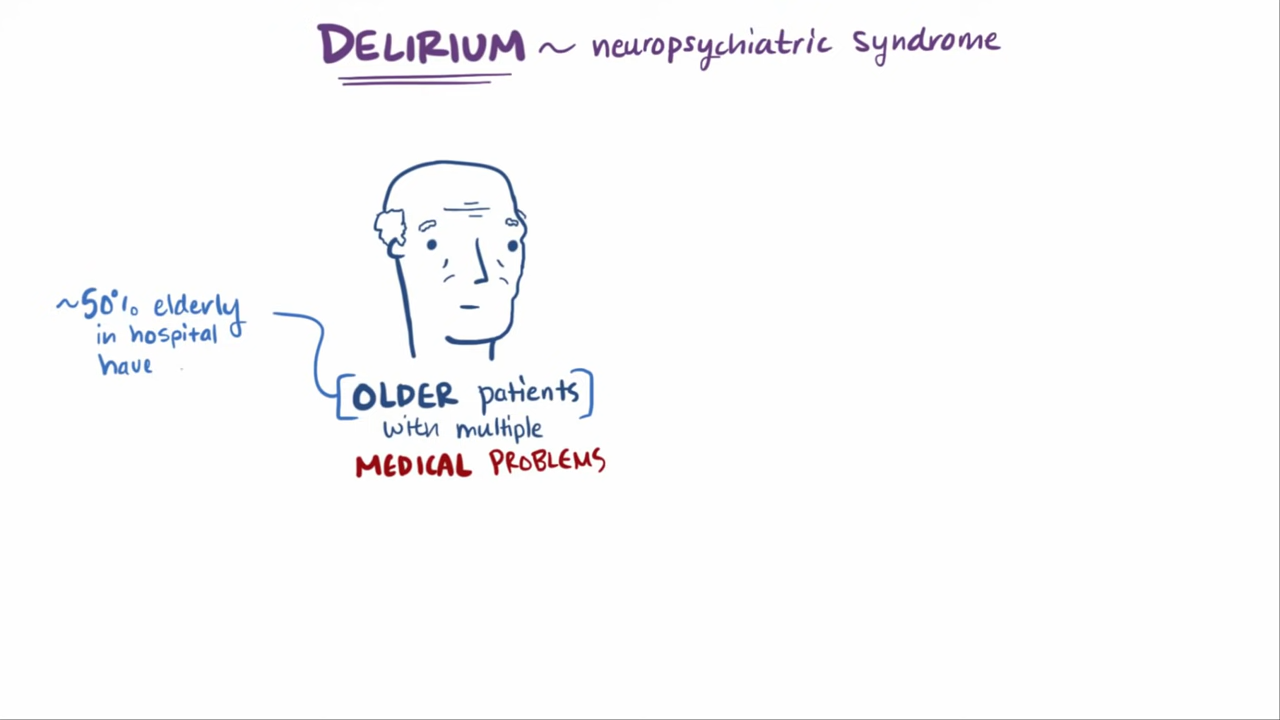 DELIRIUM ~ neuropsychiatric syndrome
~50% elderly
in hospital
have
[OLDER patients]
with multiple
MEDICAL PROBLEMS